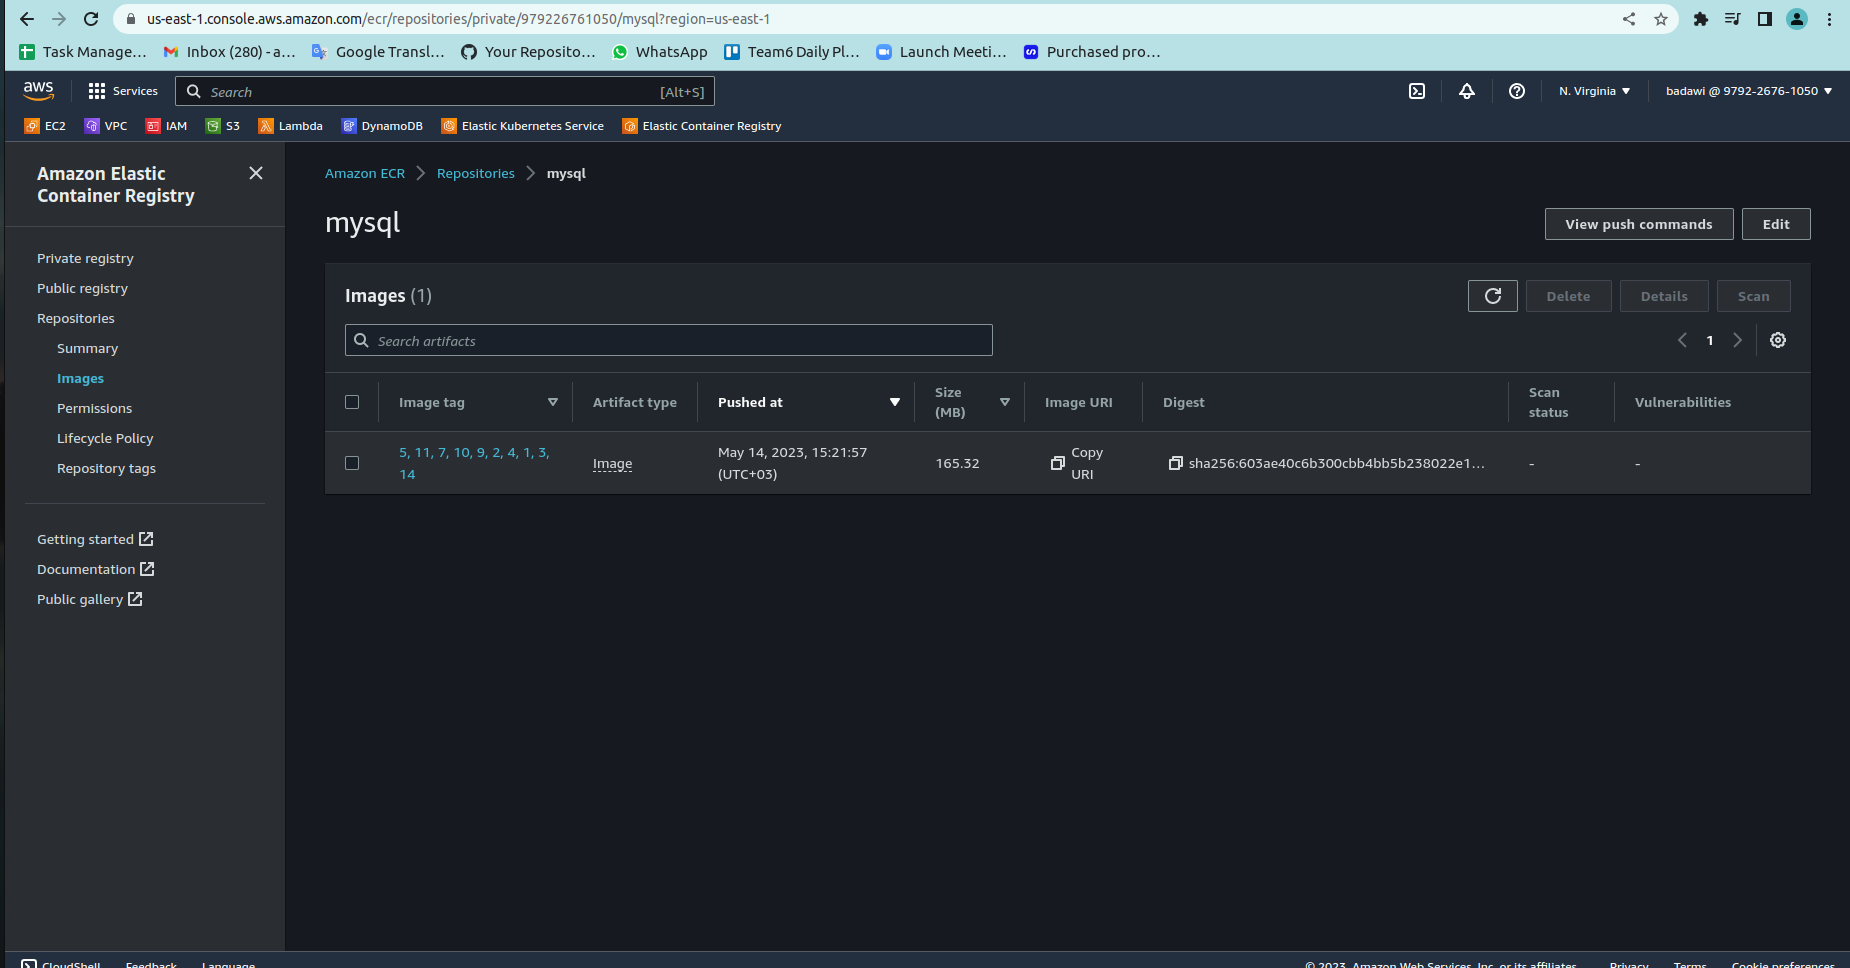 us-east-1.console.aws.amazon.com/ecr/repositories/private/979226761050/mysql?region=us-east-1
Task Manage... Inbox (280) - a... Google Transl... Your Reposito... WhatsApp Team6 Daily Pl... Launch Meeti... Purchased pro...
aws Services Search [Alt+S] N. Virginia badawi @ 9792-2676-1050
EC2 VPC IAM S3 Lambda DynamoDB Elastic Kubernetes Service Elastic Container Registry
Amazon Elastic
Container Registry
Private registry
Public registry
Repositories
Summary
Images
Permissions
Lifecycle Policy
Repository tags
Getting started
Documentation
Public gallery
Amazon ECR Repositories mysql
mysql
View push commands Edit
Images (1)
Delete Details Scan
Search artifacts
1
Image tag Artifact type Pushed at Size (MB) Image URI Digest Scan status Vulnerabilities
5, 11, 7, 10, 9, 2, 4, 1, 3,
14
Image
May 14, 2023, 15:21:57
(UTC+03)
165.32
Copy
URI
sha256:603ae40c6b300cbb4bb5b238022e1...
-
-
CloudShell Feedback Language © 2023, Amazon Web Services, Inc. or its affiliates. Privacy Terms Cookie preferences